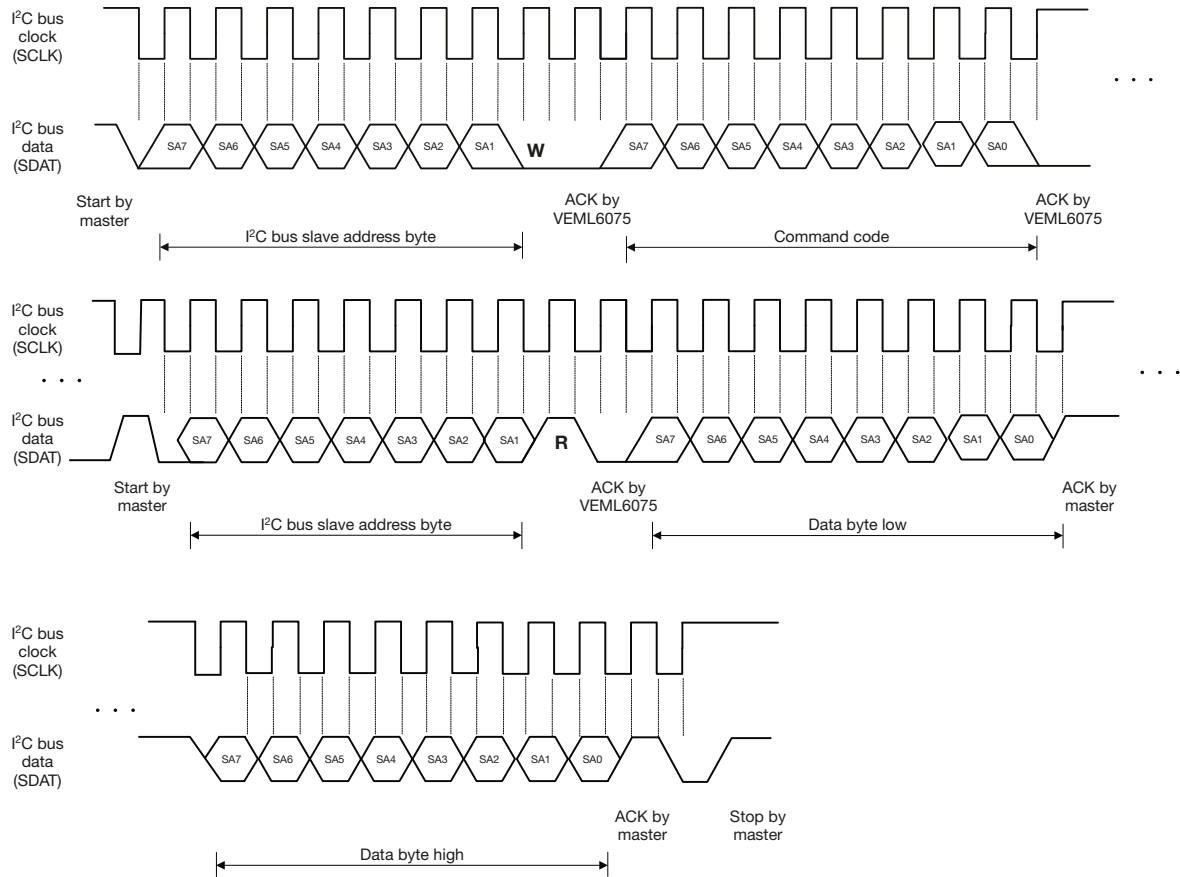 I²C bus
clock
(SCLK)
. . .
I²C bus
data
(SDAT)
SA7 SA6 SA5 SA4 SA3 SA2 SA1 W SA7 SA6 SA5 SA4 SA3 SA2 SA1 SA0
Start by
master
ACK by
VEML6075
ACK by
VEML6075
I²C bus slave address byte
Command code
I²C bus
clock
(SCLK)
. . .
. . .
I²C bus
data
(SDAT)
SA7 SA6 SA5 SA4 SA3 SA2 SA1 R SA7 SA6 SA5 SA4 SA3 SA2 SA1 SA0
Start by
master
ACK by
VEML6075
ACK by
master
I²C bus slave address byte
Data byte low
I²C bus
clock
(SCLK)
. . .
I²C bus
data
(SDAT)
SA7 SA6 SA5 SA4 SA3 SA2 SA1 SA0
ACK by
master
Stop by
master
Data byte high